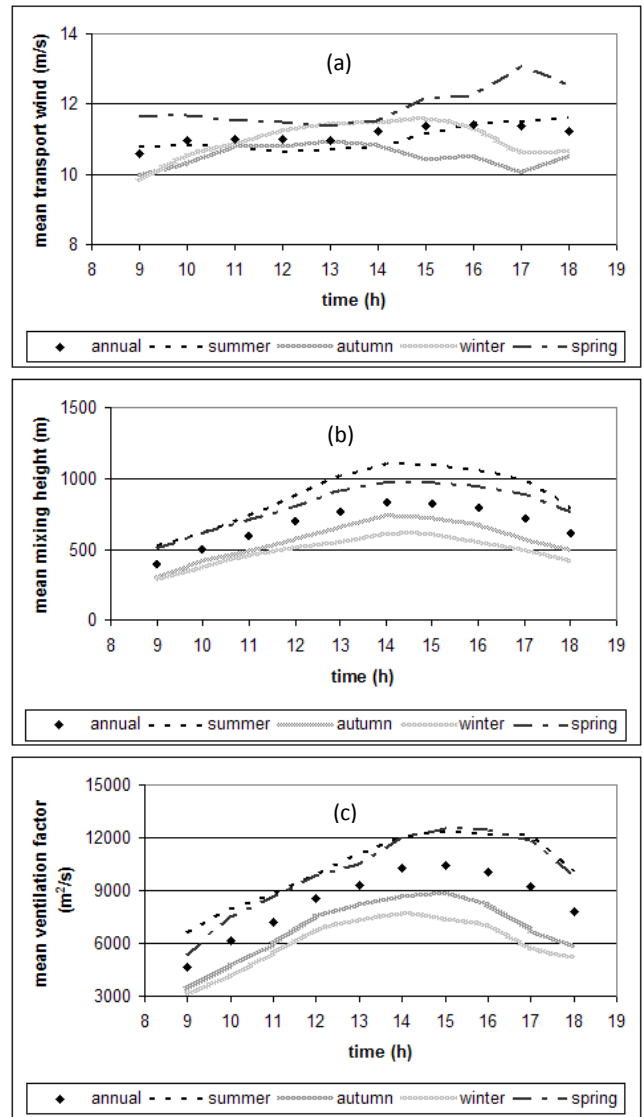 (a)
mean transport wind (m/s)
14
12
10
8
8 9 10 11 12 13 14 15 16 17 18
time (h)
annual summer autumn winter spring
(b)
mean mixing height (m)
1500
1000
500
0
8 9 10 11 12 13 14 15 16 17 18
time (h)
annual summer autumn winter spring
(c)
mean ventilation factor
(m²/s)
15000
12000
9000
6000
3000
8 9 10 11 12 13 14 15 16 17 18
time (h)
annual summer autumn winter spring